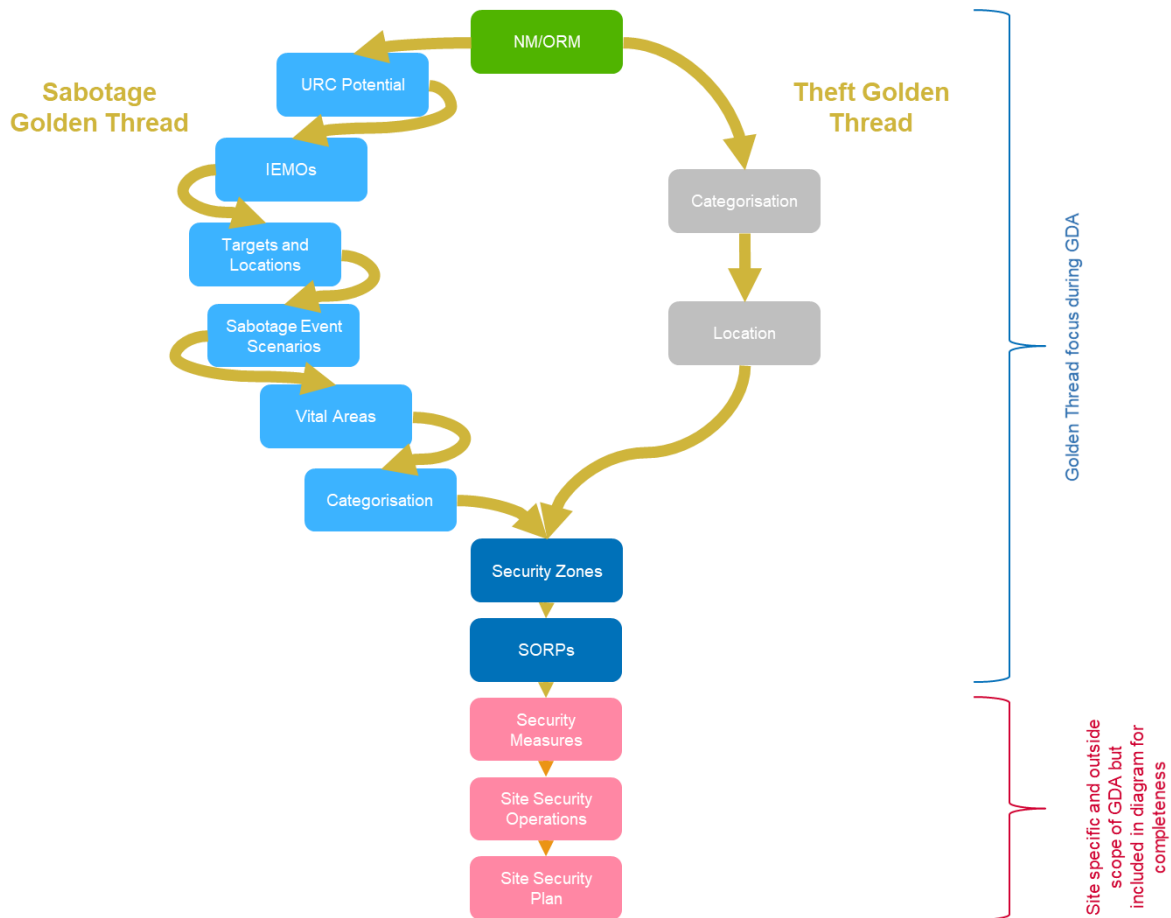 NM/ORM
URC Potential
Sabotage
Golden Thread
Theft Golden
Thread
IEMOs
Categorisation
Targets and
Locations
Sabotage Event
Scenarios
Location
Vital Areas
Categorisation
Security Zones
SORPs
Security
Measures
Site Security
Operations
Site Security
Plan
Golden Thread focus during GDA
Site specific and outside
scope of GDA but
included in diagram for
completeness